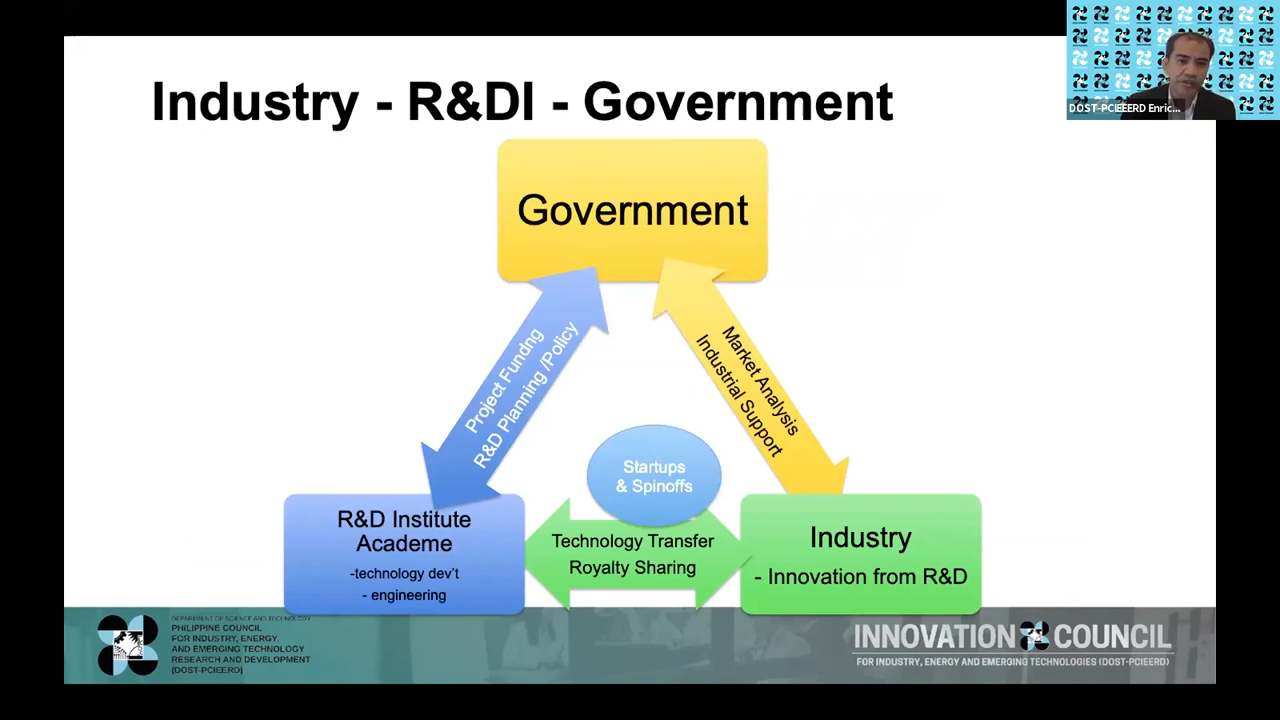 DOST-PCIEERD Enric...
Industry - R&DI - Government
Government
Project Fundng
R&D Planning /Policy
Market Analysis
Industrial Support
Startups
& Spinoffs
R&D Institute
Academe
-technology dev't
- engineering
Technology Transfer
Royalty Sharing
Industry
- Innovation from R&D
DEPARTMENT OF SCIENCE AND TECHNOLOGY
PHILIPPINE COUNCIL
FOR INDUSTRY, ENERGY,
AND EMERGING TECHNOLOGY
RESEARCH AND DEVELOPMENT
(DOST-PCIEERD)
INNOVATION COUNCIL
FOR INDUSTRY, ENERGY AND EMERGING TECHNOLOGIES (DOST-PCIEERD)